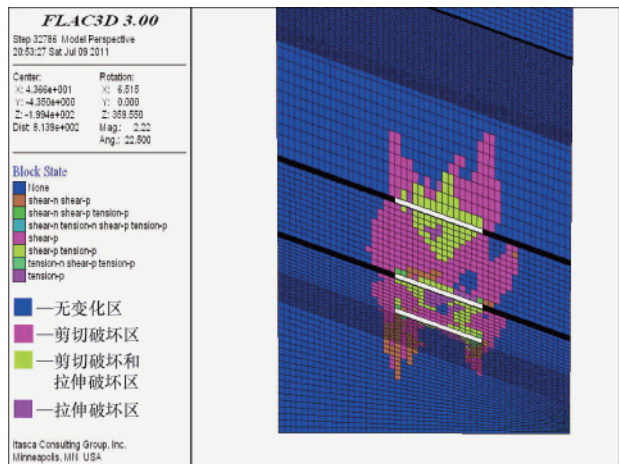 FLAC3D 3.00
Step 32786 Model Perspective
20:53:27 Sat Jul 09 2011
Center:
X: 4.366e+001
Y: -4.350e+000
Z: -1.994e+002
Dist: 6.139e+002
Rotation:
X: 6.515
Y: 0.000
Z: 359.550
Mag.: 2.22
Ang.: 22.500
Block State
None
shear-n shear-p
shear-n shear-p tension-p
shear-n tension-n shear-p tension-p
shear-p
shear-p tension-p
tension-n shear-p tension-p
tension-p
—无变化区
—剪切破坏区
—剪切破坏和
拉伸破坏区
—拉伸破坏区
Itasca Consulting Group, Inc.
Minneapolis, MN USA